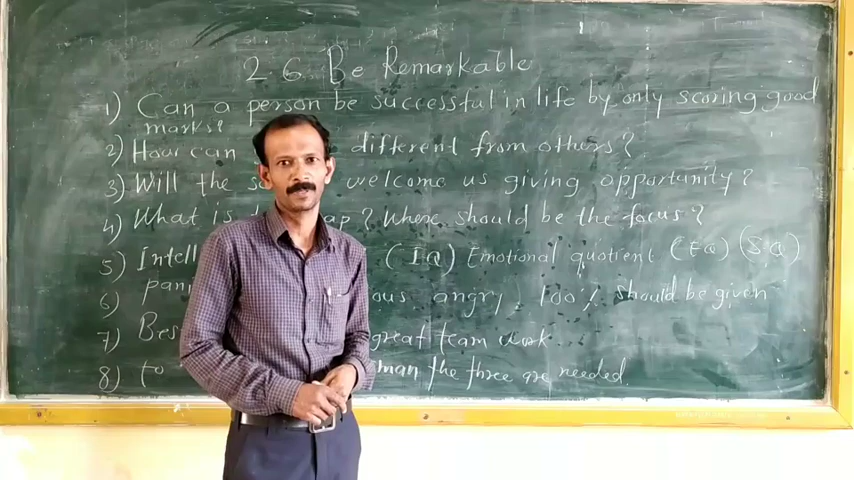 2.6. Be Remarkable
1) Can a person be successful in life by only scoring good
marks?
2) How can different from others?
3) Will the welcome us giving opportunity?
4) What is ? Where should be the focus?
5) (IQ) Emotional quotient (EQ) (SQ)
6) angry, 100% should be given
7) great team work
8) to man the three are needed.